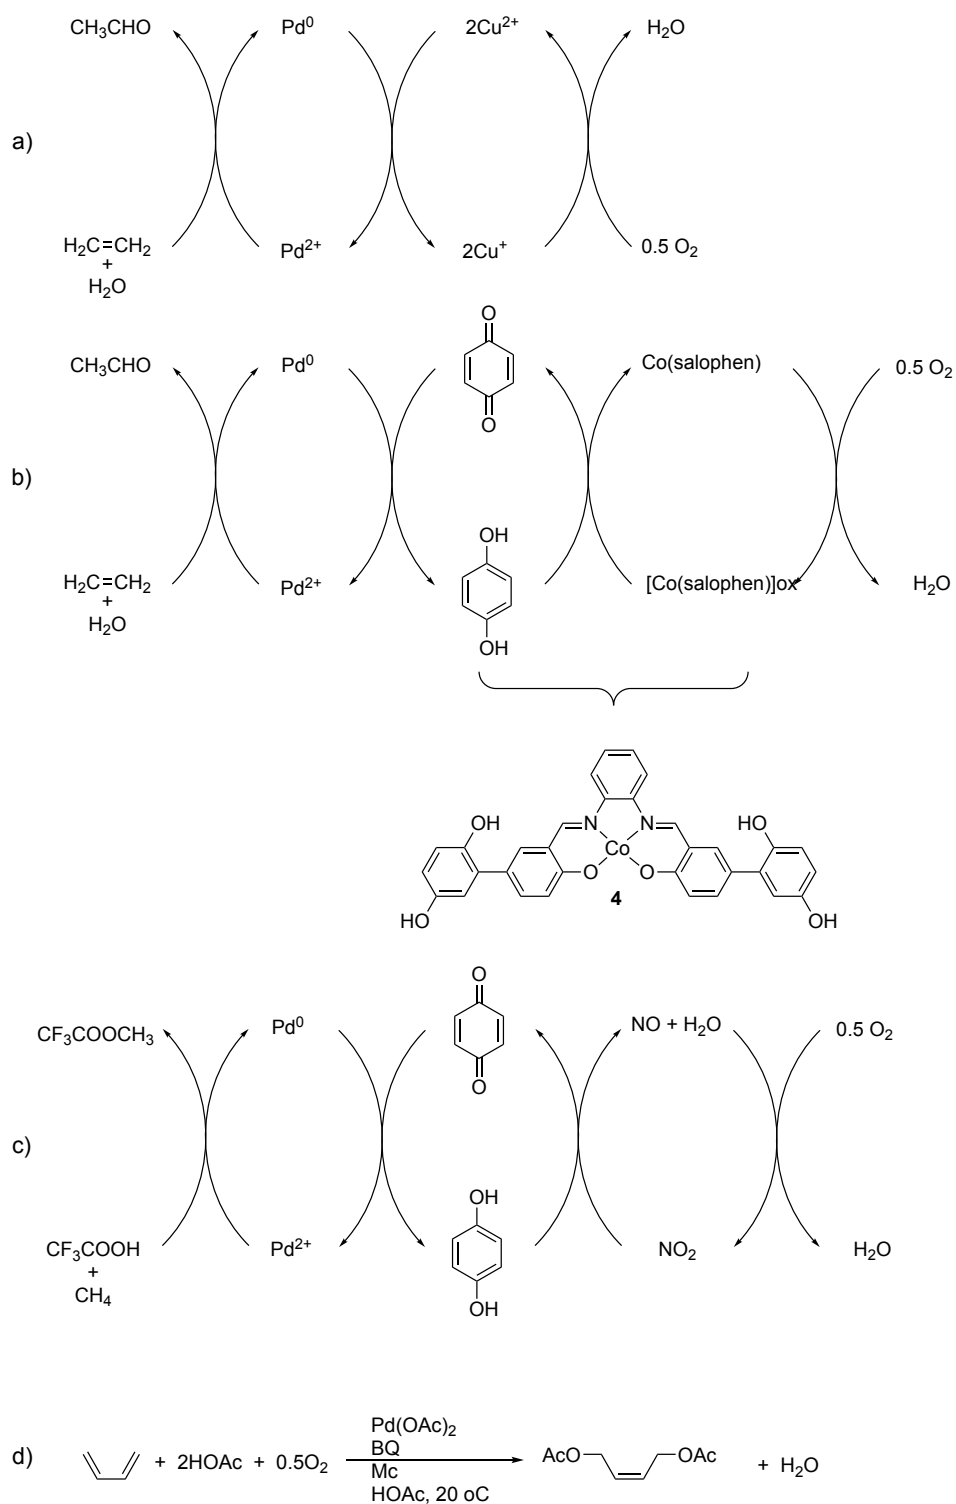 CH₃CHO Pd⁰ 2Cu²⁺ H₂O
a)
H₂C=CH₂ Pd²⁺ 2Cu⁺ 0.5 O₂
+
H₂O
O
CH₃CHO Pd⁰ Co(salophen) 0.5 O₂
O
b)
OH
H₂C=CH₂ Pd²⁺ [Co(salophen)]ox H₂O
+
H₂O
OH
OH N N HO
Co
O O
HO 4 OH
O
CF₃COOCH₃ Pd⁰ NO + H₂O 0.5 O₂
O
c)
OH
CF₃COOH Pd²⁺ NO₂ H₂O
+
CH₄
OH
Pd(OAc)₂
d) + 2HOAc + 0.5O₂ BQ AcO OAc + H₂O
Mc
HOAc, 20 oC